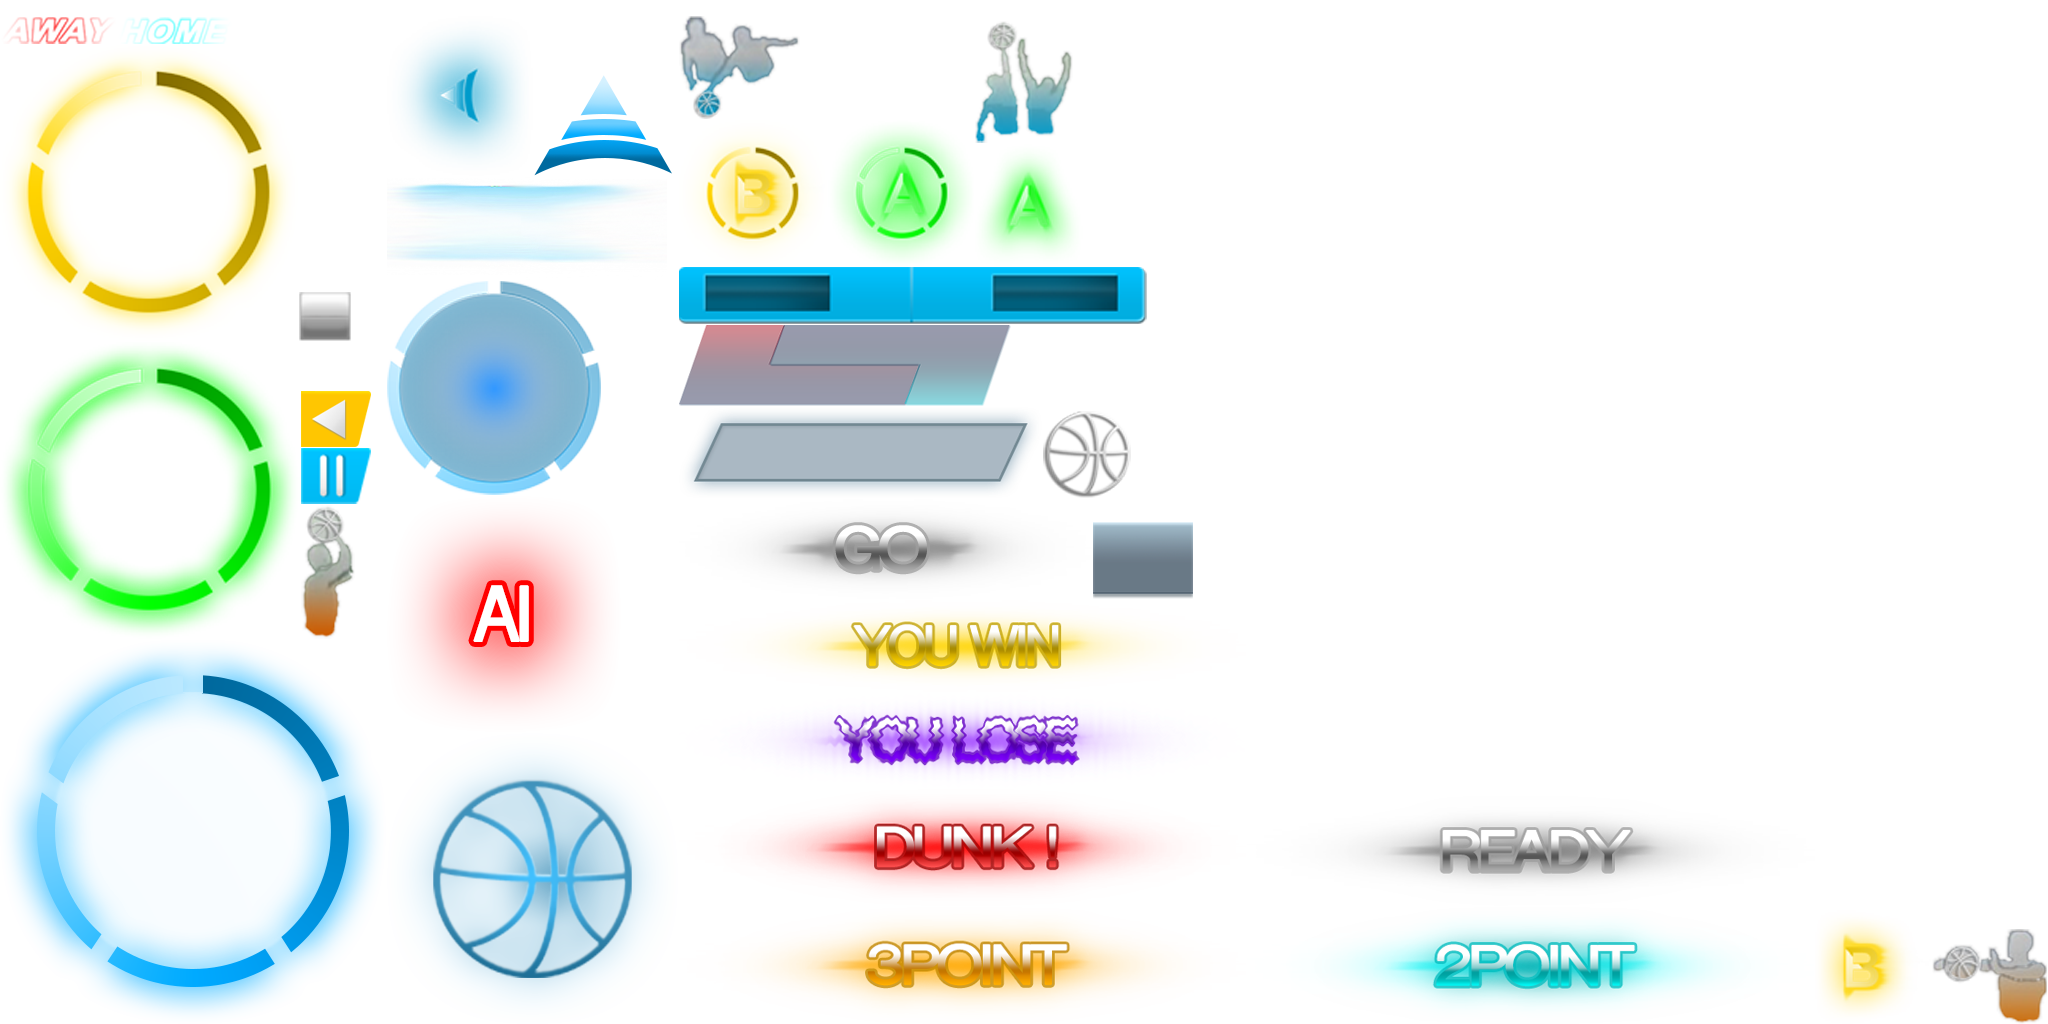 AWAY HOME
B
A
A
AI
GO
YOU WIN
YOU LOSE
DUNK !
READY
3POINT
2POINT
B